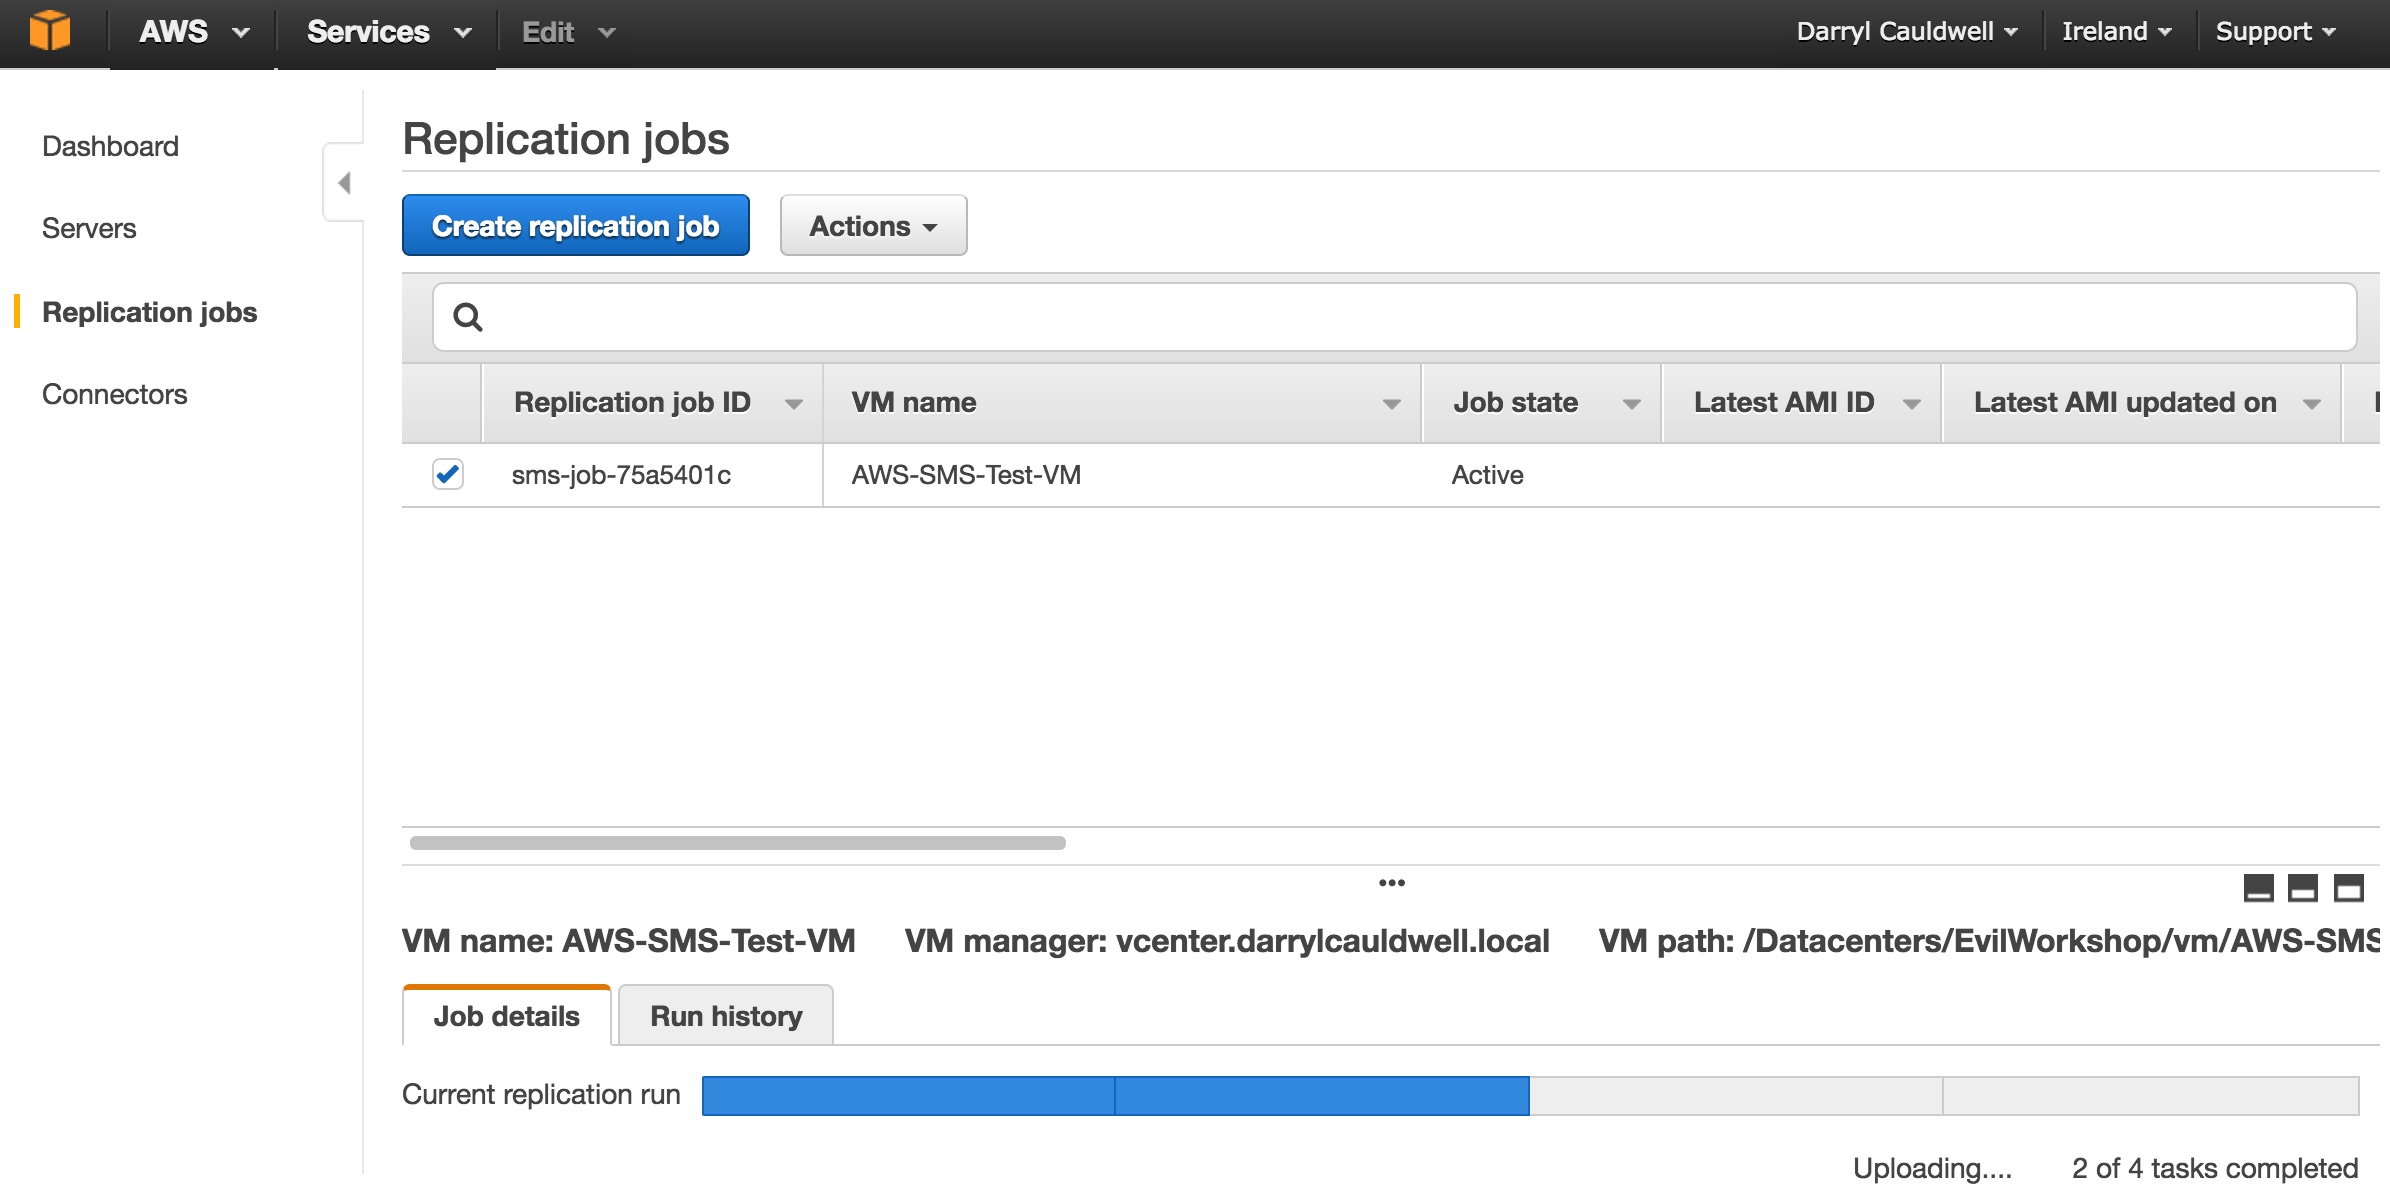 AWS Services Edit Darryl Cauldwell Ireland Support
Dashboard
Servers
Replication jobs
Connectors
Replication jobs
Create replication job Actions
Replication job ID VM name Job state Latest AMI ID Latest AMI updated on
sms-job-75a5401c AWS-SMS-Test-VM Active
VM name: AWS-SMS-Test-VM VM manager: vcenter.darrylcauldwell.local VM path: /Datacenters/EvilWorkshop/vm/AWS-SMS
Job details Run history
Current replication run
Uploading.... 2 of 4 tasks completed